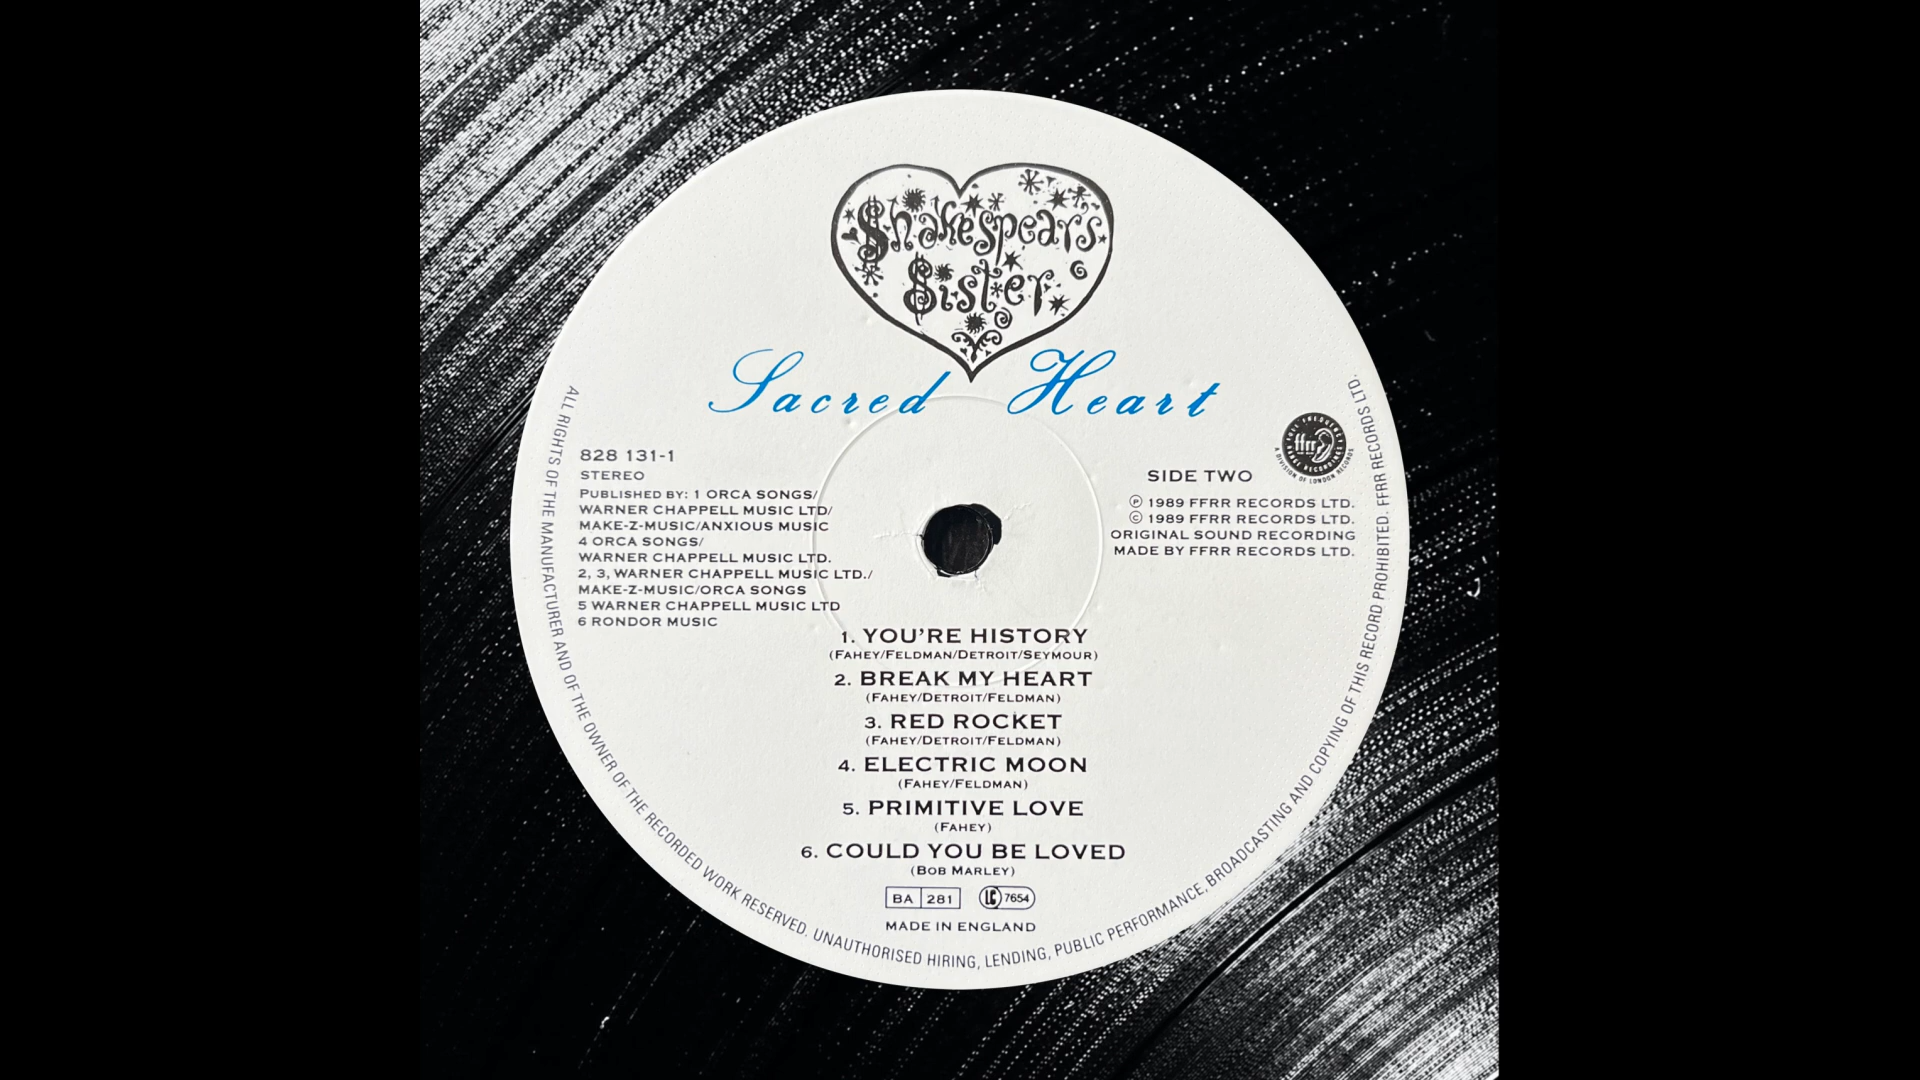 Shakespears
Sister
Sacred Heart
828 131-1
STEREO
PUBLISHED BY: 1 ORCA SONGS/
WARNER CHAPPELL MUSIC LTD/
MAKE-Z-MUSIC/ANXIOUS MUSIC
4 ORCA SONGS/
WARNER CHAPPELL MUSIC LTD.
2, 3, WARNER CHAPPELL MUSIC LTD./
MAKE-Z-MUSIC/ORCA SONGS
5 WARNER CHAPPELL MUSIC LTD
6 RONDOR MUSIC
ffrr
FULL FREQUENCY RANGE RECORDINGS
A DIVISION OF LONDON RECORDS
SIDE TWO
Ⓟ 1989 FFRR RECORDS LTD.
© 1989 FFRR RECORDS LTD.
ORIGINAL SOUND RECORDING
MADE BY FFRR RECORDS LTD.
1. YOU'RE HISTORY
(FAHEY/FELDMAN/DETROIT/SEYMOUR)
2. BREAK MY HEART
(FAHEY/DETROIT/FELDMAN)
3. RED ROCKET
(FAHEY/DETROIT/FELDMAN)
4. ELECTRIC MOON
(FAHEY/FELDMAN)
5. PRIMITIVE LOVE
(FAHEY)
6. COULD YOU BE LOVED
(BOB MARLEY)
BA 281 LC 7654
MADE IN ENGLAND
ALL RIGHTS OF THE MANUFACTURER AND OF THE OWNER OF THE RECORDED WORK RESERVED. UNAUTHORISED HIRING, LENDING, PUBLIC PERFORMANCE, BROADCASTING AND COPYING OF THIS RECORD PROHIBITED. FFRR RECORDS LTD.